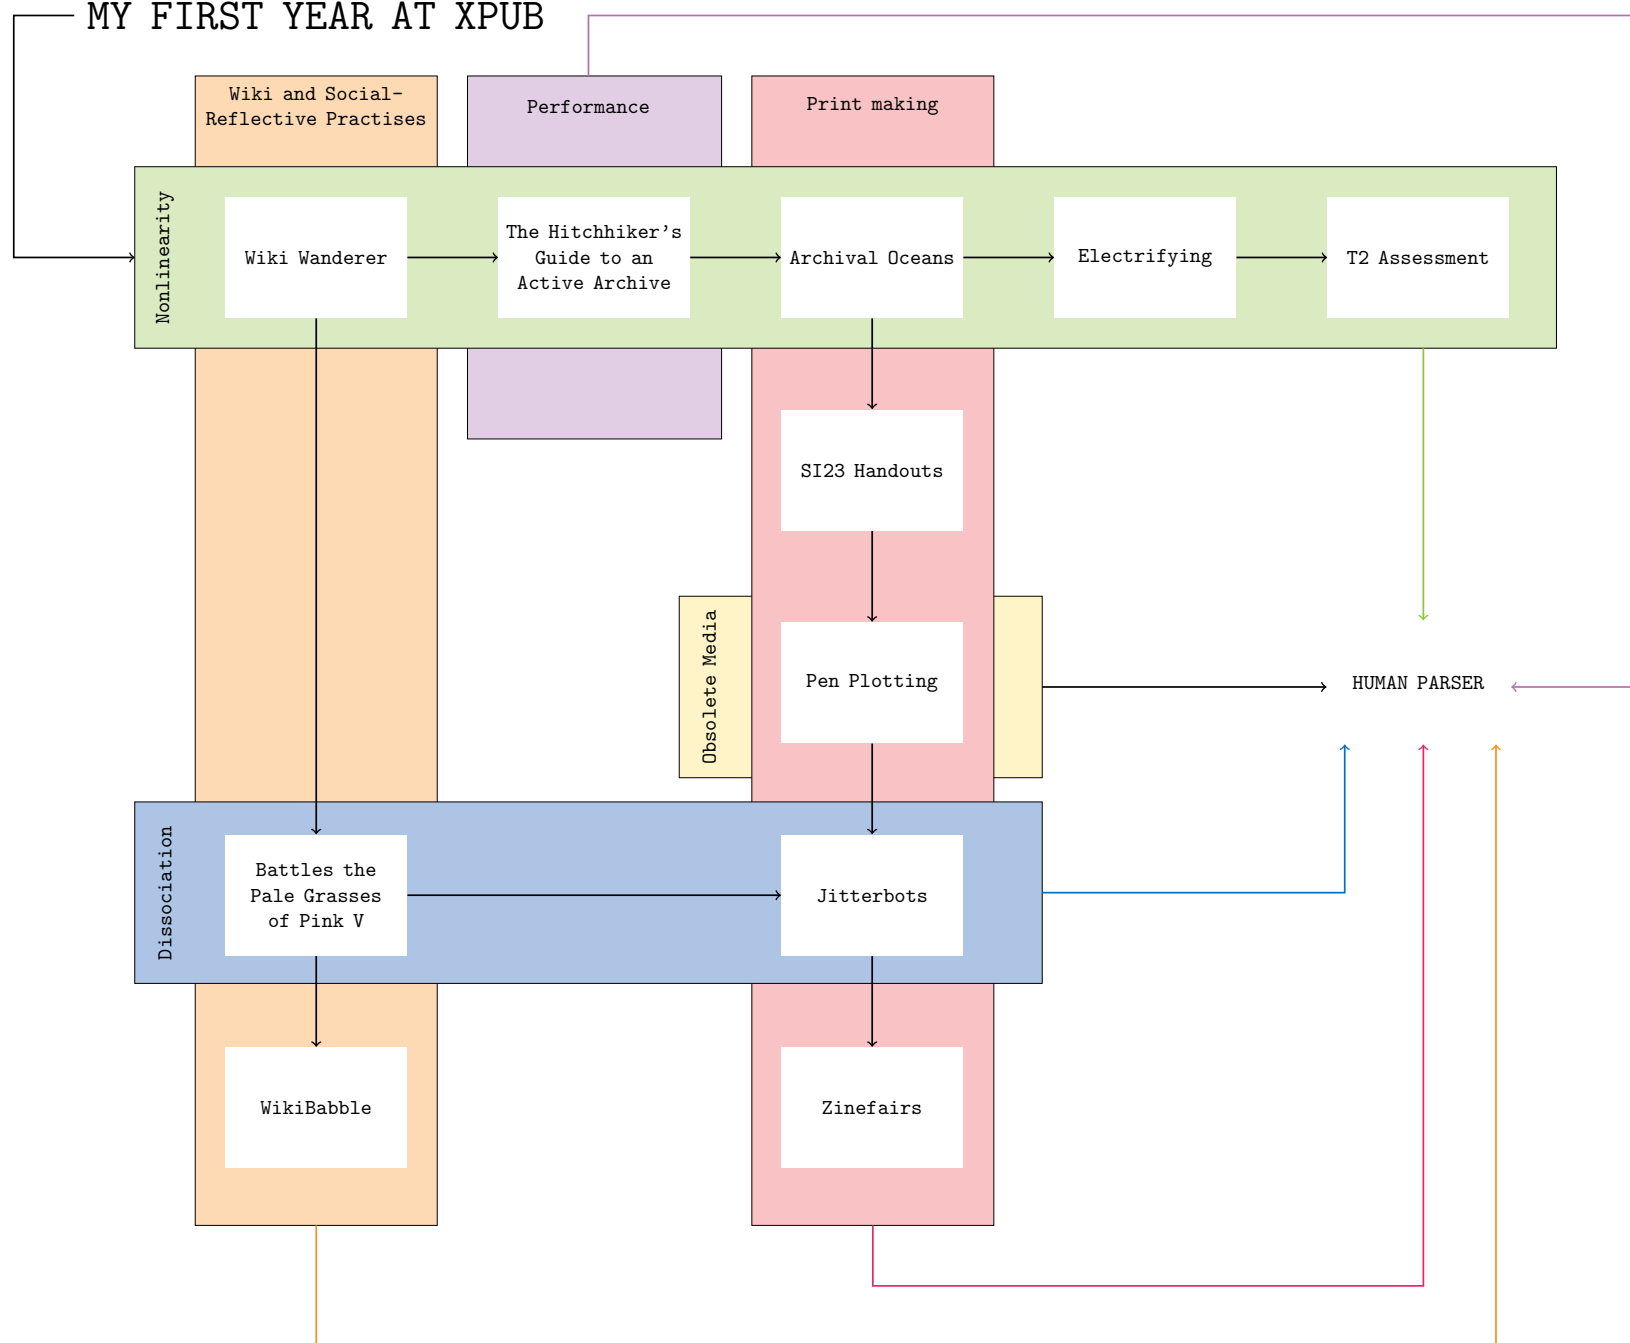 MY FIRST YEAR AT XPUB
Wiki and Social-
Reflective Practises
Performance
Print making
Nonlinearity
Wiki Wanderer
The Hitchhiker's
Guide to an
Active Archive
Archival Oceans
Electrifying
T2 Assessment
SI23 Handouts
Obsolete Media
Pen Plotting
HUMAN PARSER
Dissociation
Battles the
Pale Grasses
of Pink V
Jitterbots
WikiBabble
Zinefairs